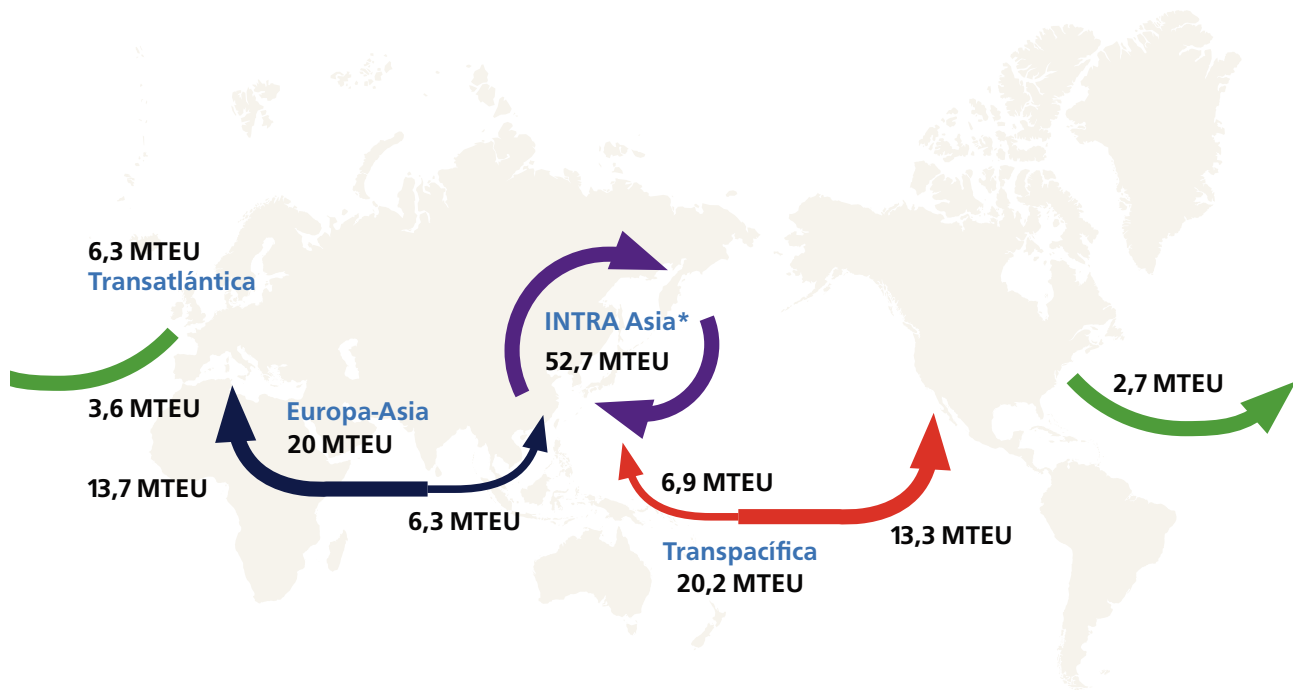 6,3 MTEU
Transatlántica
3,6 MTEU
13,7 MTEU
Europa-Asia
20 MTEU
6,3 MTEU
INTRA Asia*
52,7 MTEU
6,9 MTEU
Transpacífica
20,2 MTEU
13,3 MTEU
2,7 MTEU